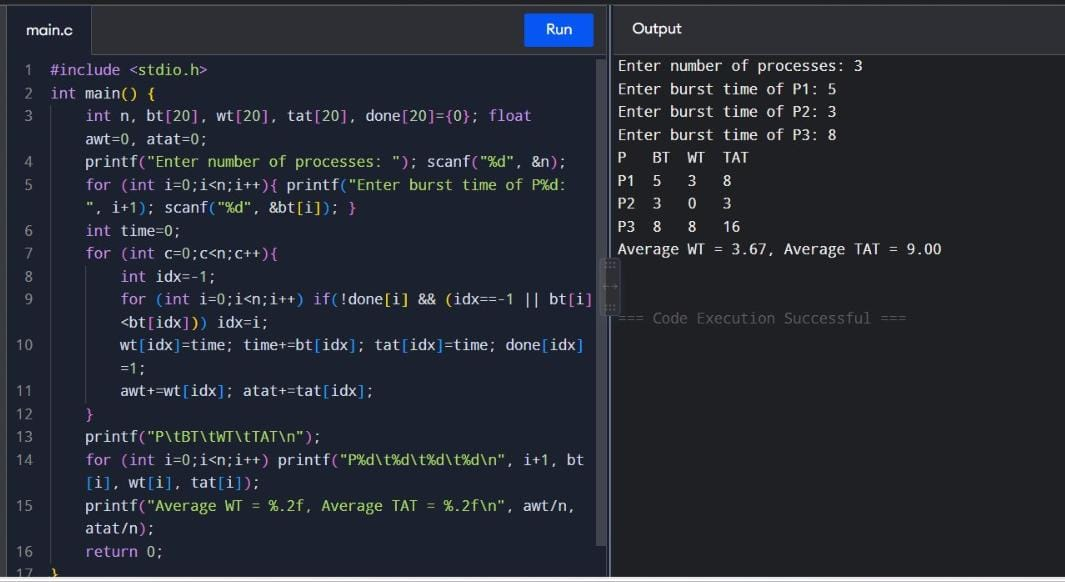 main.c
Run
Output
1 #include <stdio.h>
2 int main() {
3 int n, bt[20], wt[20], tat[20], done[20]={0}; float
awt=0, atat=0;
4 printf("Enter number of processes: "); scanf("%d", &n);
5 for (int i=0;i<n;i++){ printf("Enter burst time of P%d:
", i+1); scanf("%d", &bt[i]); }
6 int time=0;
7 for (int c=0;c<n;c++){
8 int idx=-1;
9 for (int i=0;i<n;i++) if(!done[i] && (idx==-1 || bt[i]
<bt[idx])) idx=i;
10 wt[idx]=time; time+=bt[idx]; tat[idx]=time; done[idx]
=1;
11 awt+=wt[idx]; atat+=tat[idx];
12 }
13 printf("P\tBT\tWT\tTAT\n");
14 for (int i=0;i<n;i++) printf("P%d\t%d\t%d\t%d\n", i+1, bt
[i], wt[i], tat[i]);
15 printf("Average WT = %.2f, Average TAT = %.2f\n", awt/n,
atat/n);
16 return 0;
17 }
Enter number of processes: 3
Enter burst time of P1: 5
Enter burst time of P2: 3
Enter burst time of P3: 8
P BT WT TAT
P1 5 3 8
P2 3 0 3
P3 8 8 16
Average WT = 3.67, Average TAT = 9.00
=== Code Execution Successful ===